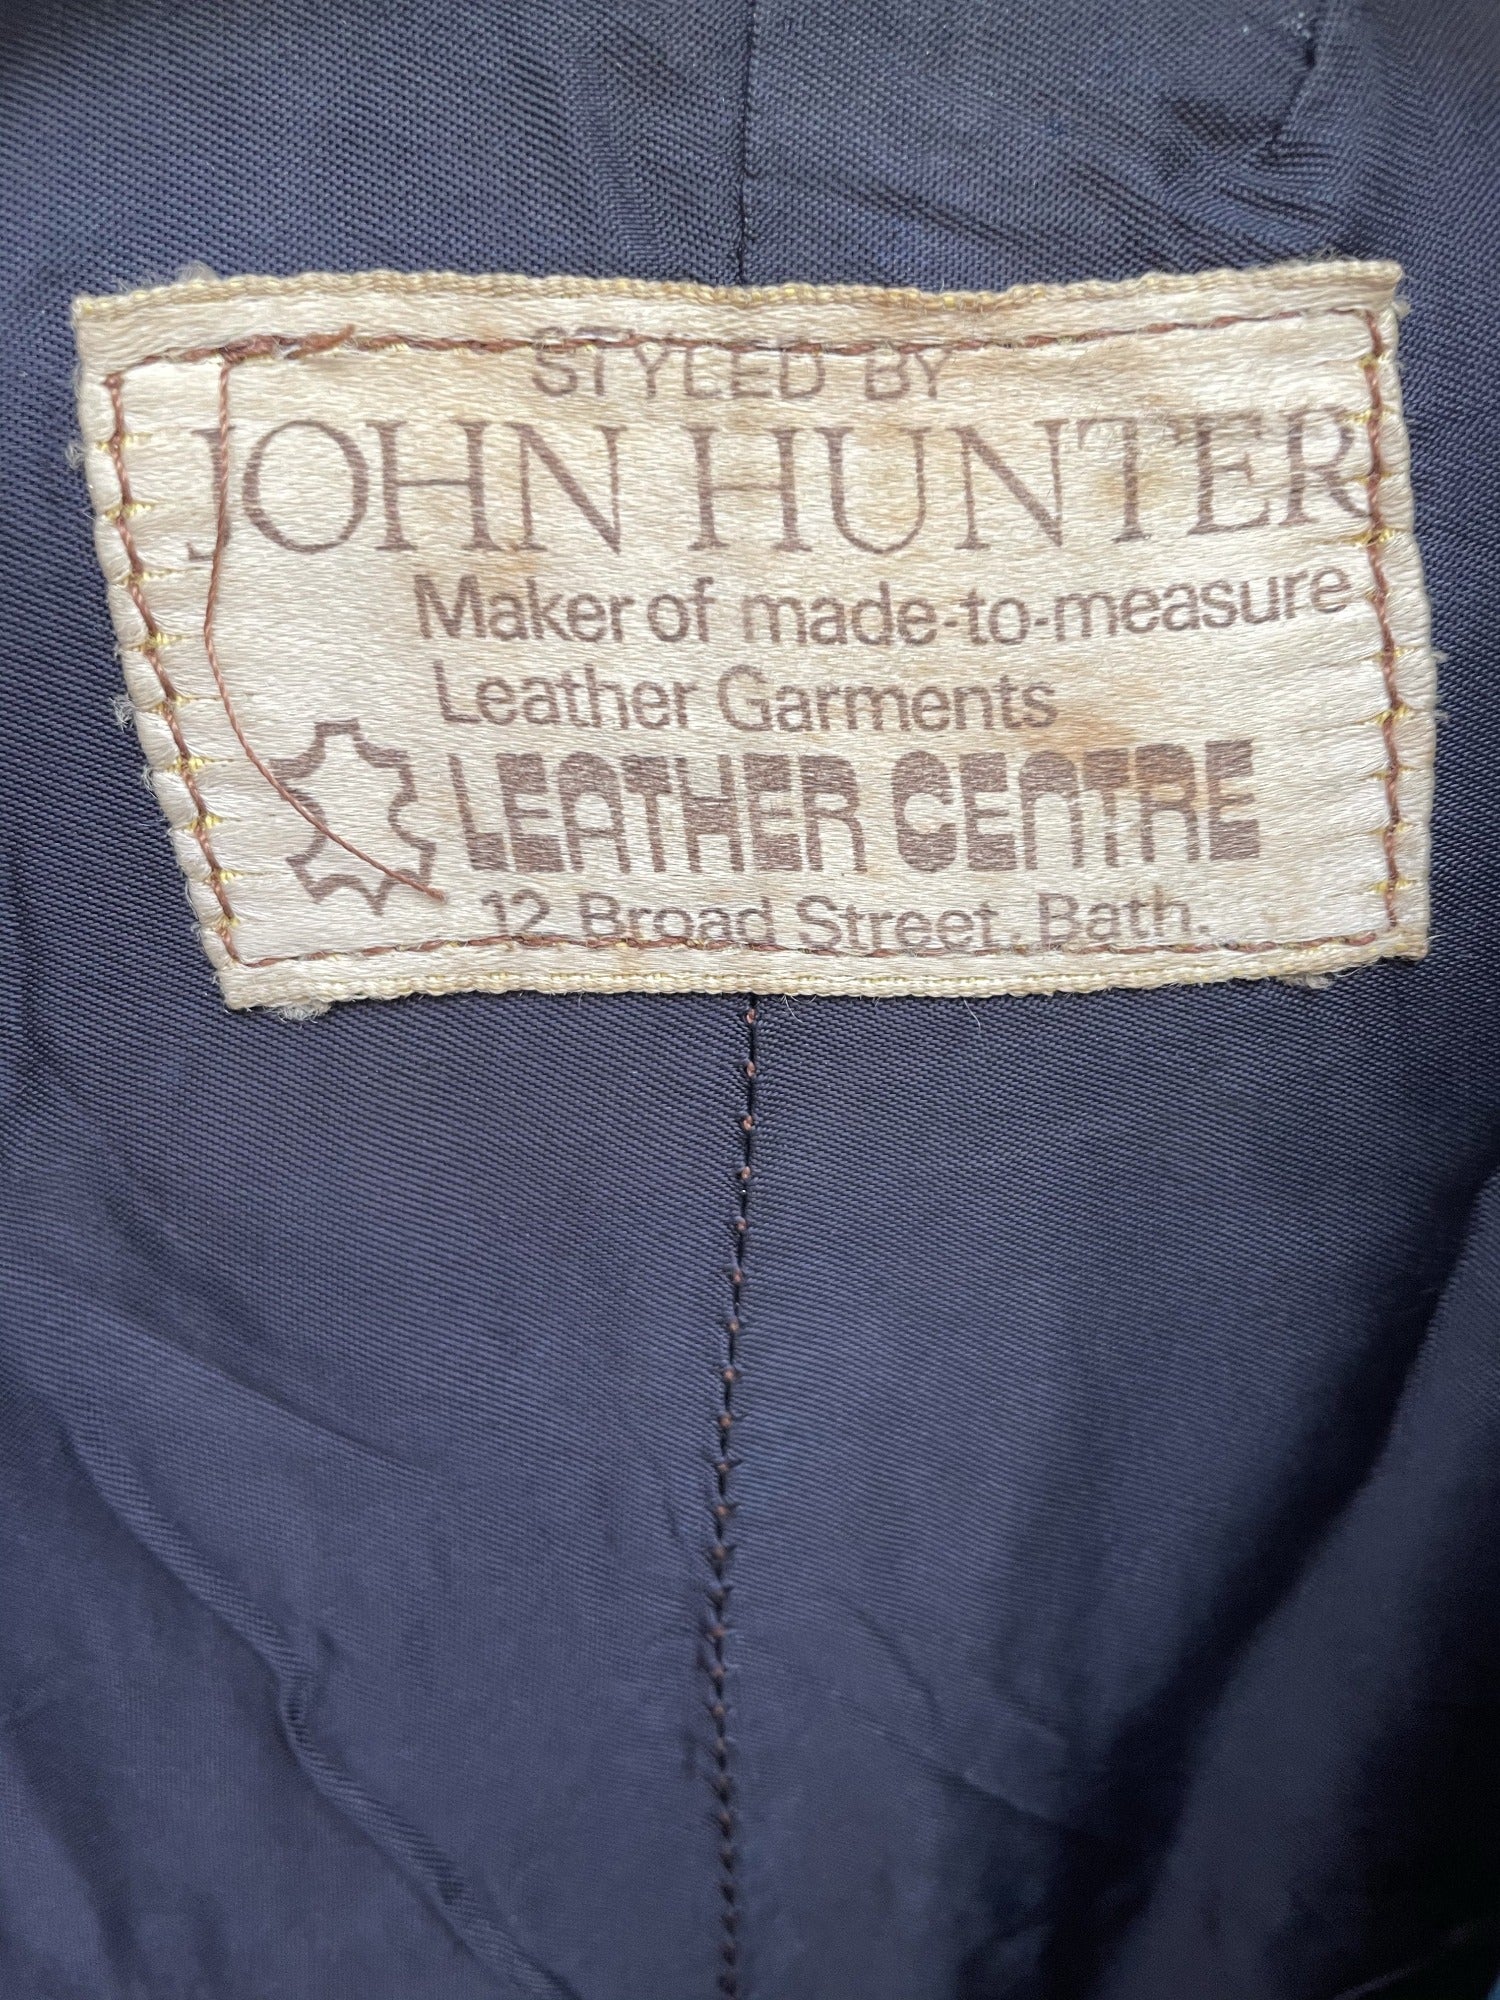 STYLED BY
JOHN HUNTER
Maker of made-to-measure
Leather Garments
LEATHER CENTRE
12 Broad Street, Bath.